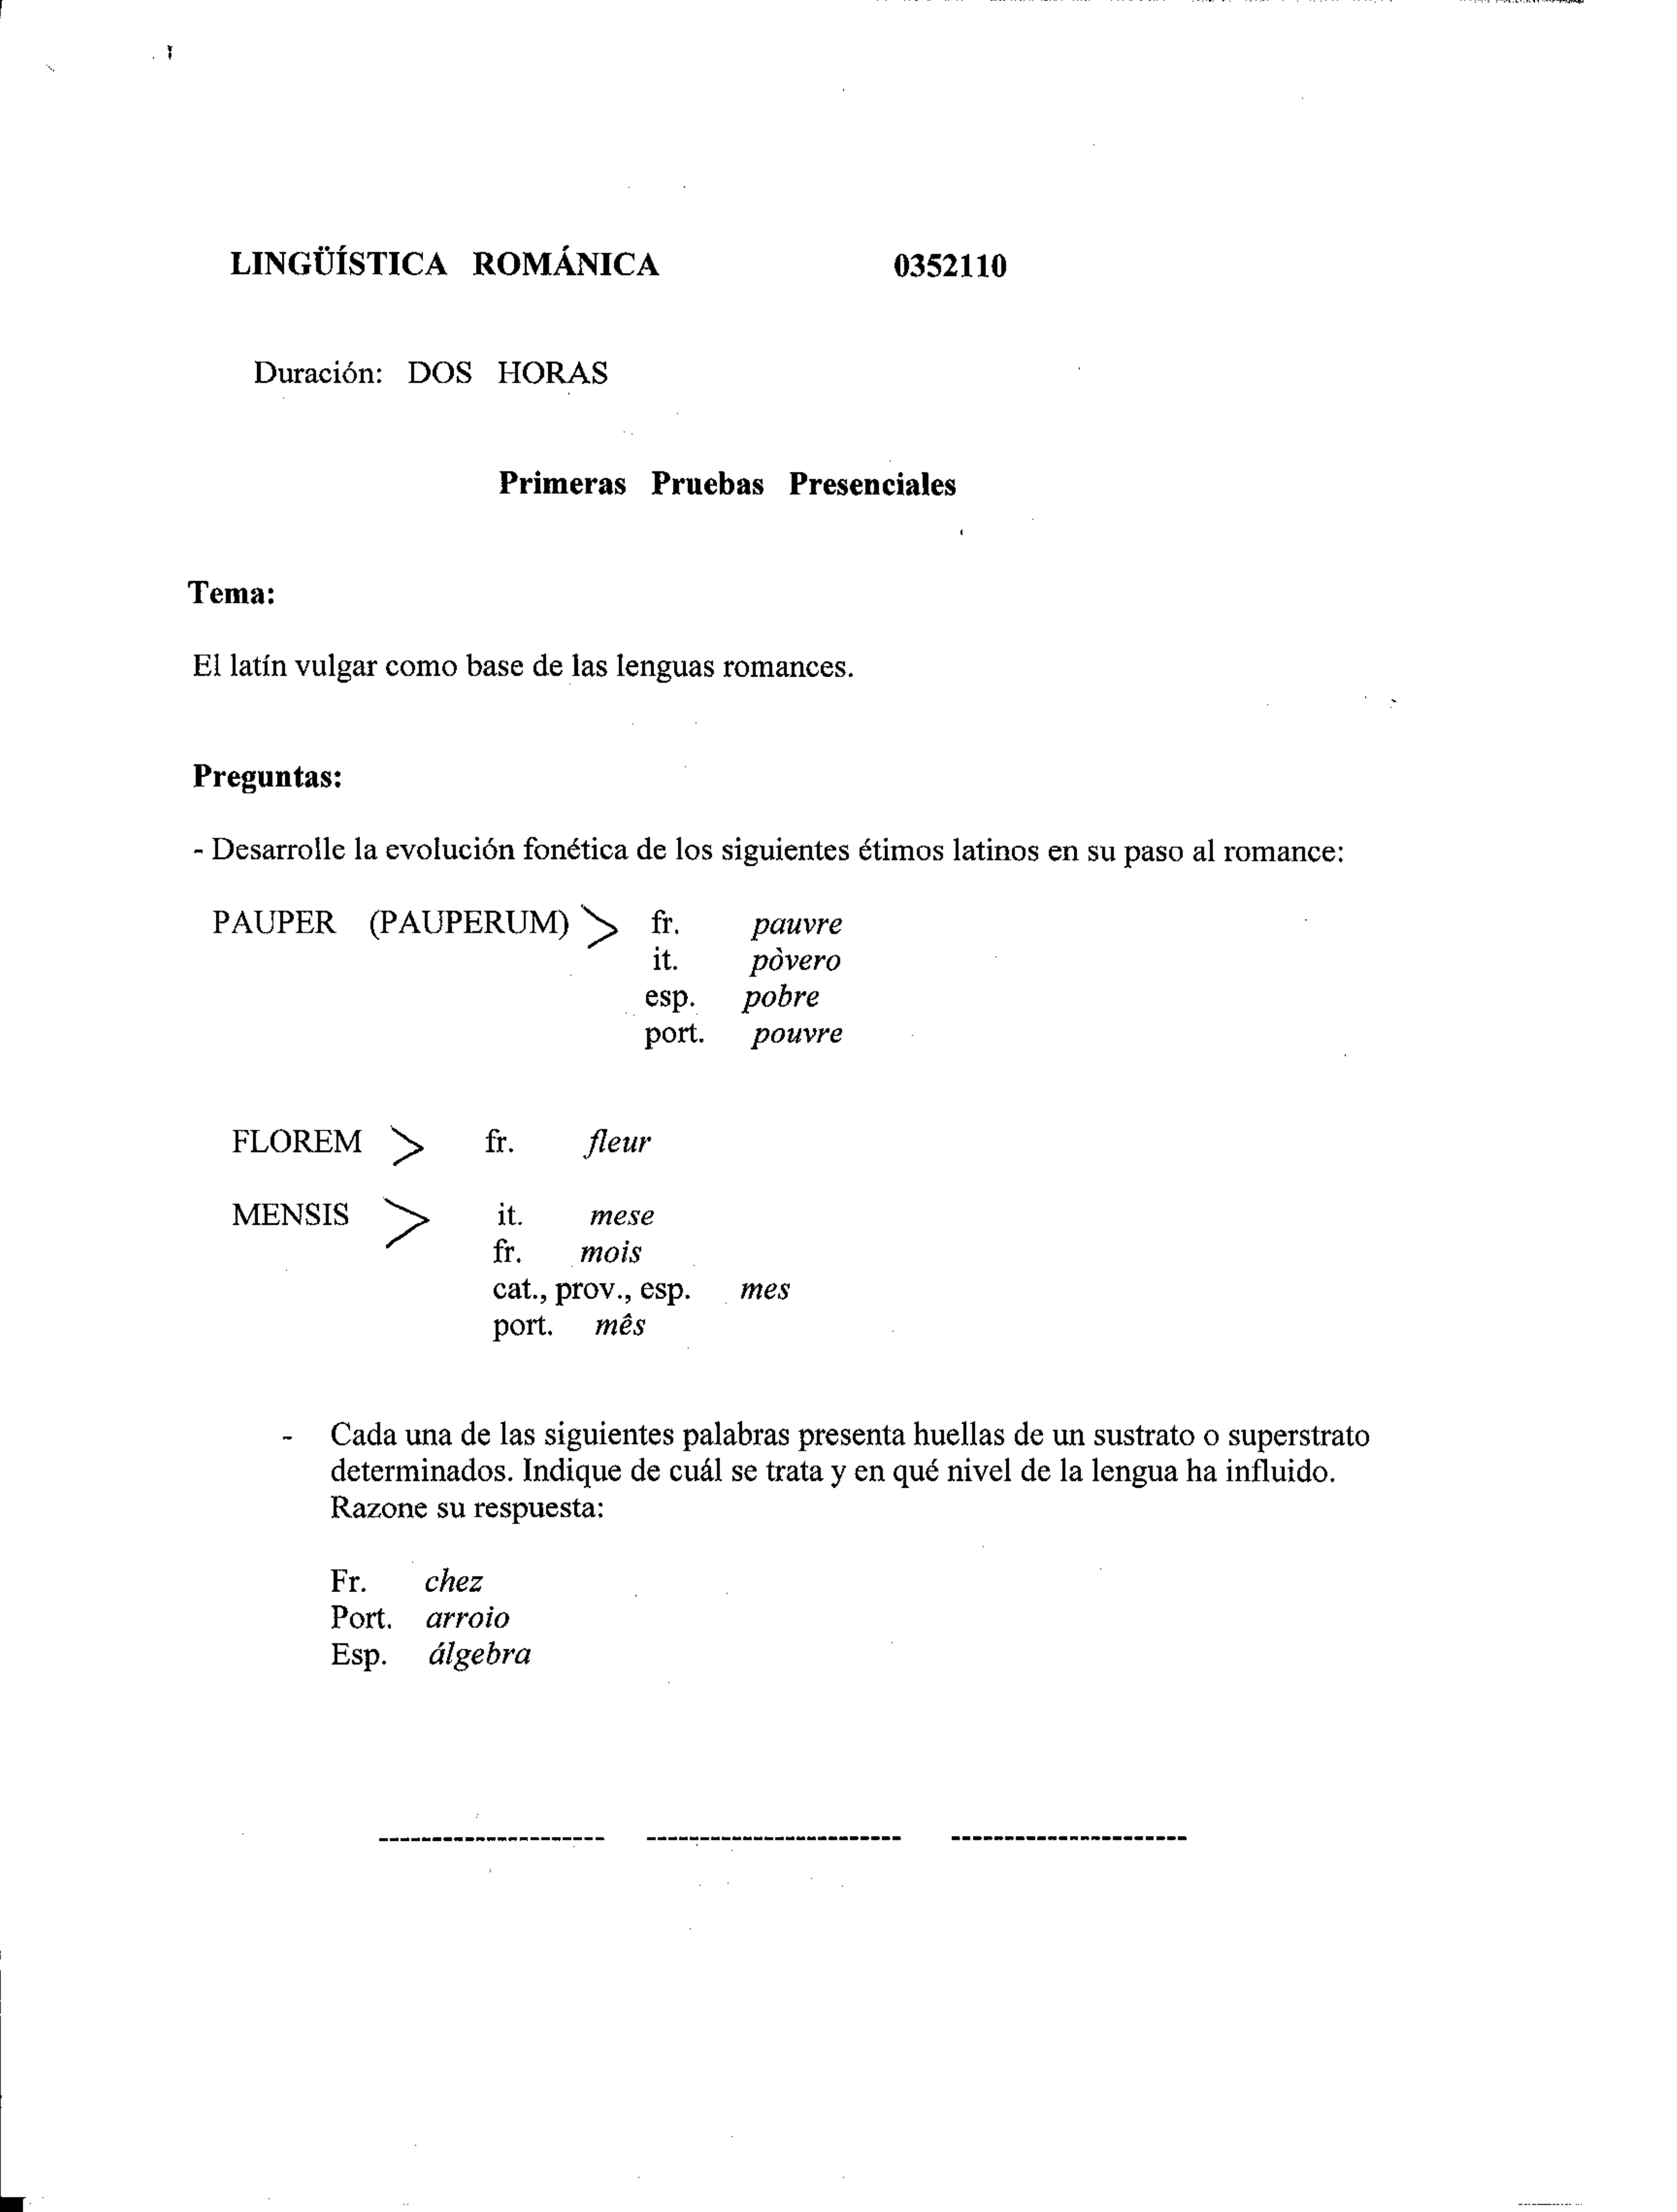 LINGÜÍSTICA ROMÁNICA 0352110
Duración: DOS HORAS
Primeras Pruebas Presenciales
Tema:
El latín vulgar como base de las lenguas romances.
Preguntas:
- Desarrolle la evolución fonética de los siguientes étimos latinos en su paso al romance:
PAUPER (PAUPERUM) > fr. pauvre
it. pòvero
esp. pobre
port. pouvre
FLOREM > fr. fleur
MENSIS > it. mese
fr. mois
cat., prov., esp. mes
port. mês
- Cada una de las siguientes palabras presenta huellas de un sustrato o superstrato
determinados. Indique de cuál se trata y en qué nivel de la lengua ha influido.
Razone su respuesta:
Fr. chez
Port. arroio
Esp. álgebra